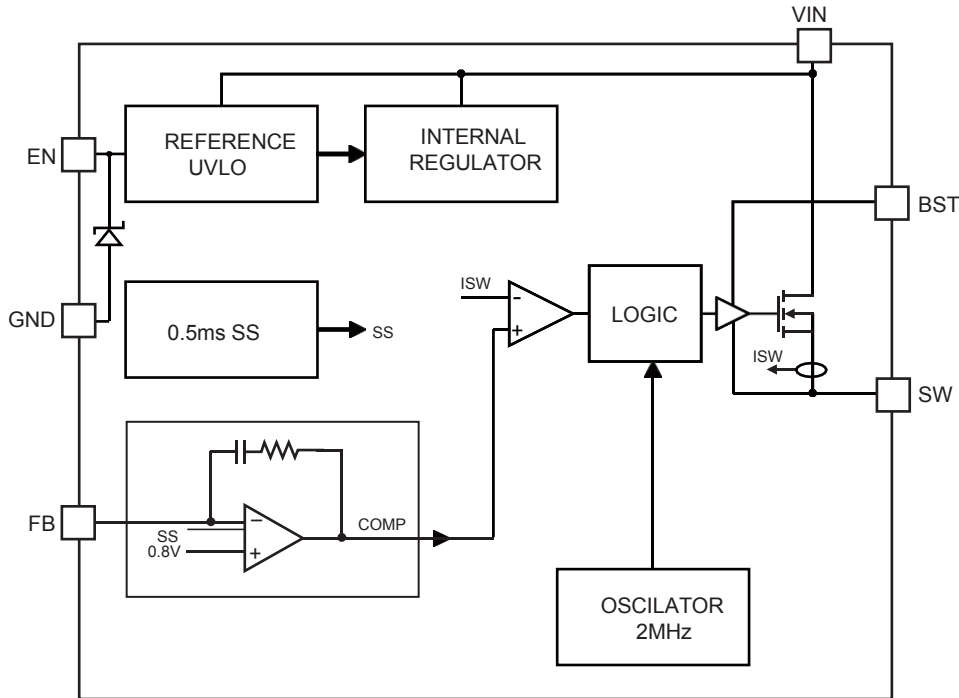 VIN
REFERENCE
UVLO
INTERNAL
REGULATOR
EN
BST
GND
0.5ms SS
SS
ISW
-
+
LOGIC
ISW
SW
FB
SS
0.8V
-
+
COMP
OSCILATOR
2MHz